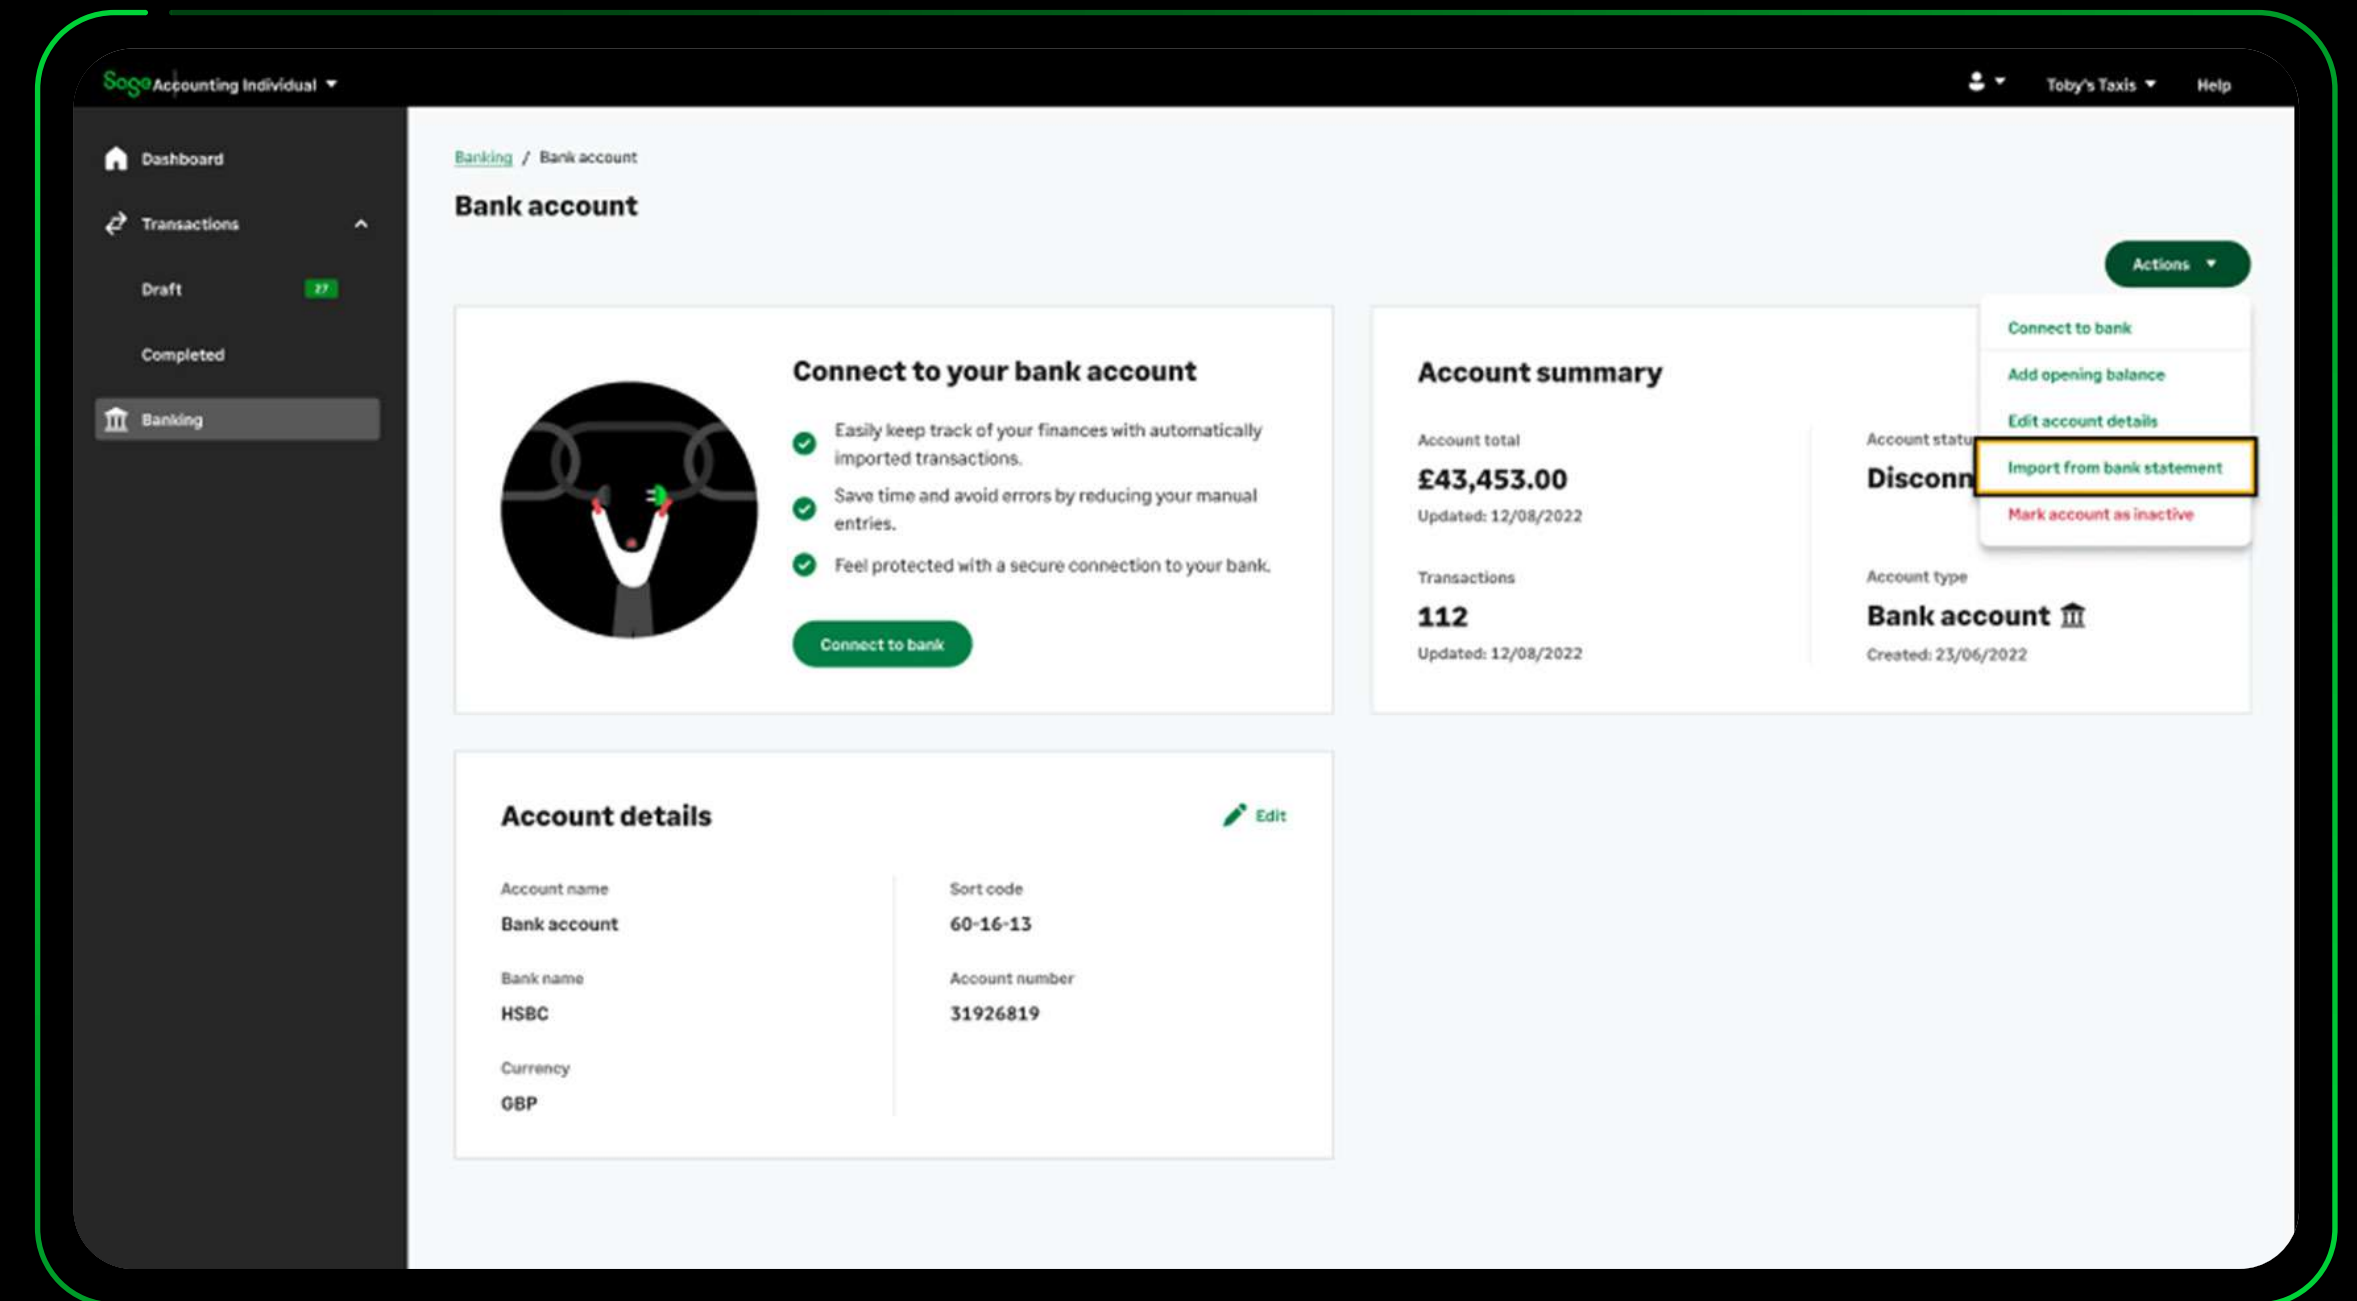 Sage Accounting Individual
Toby's Taxis
Help
Dashboard
Transactions
Draft
27
Completed
Banking
Banking / Bank account
Bank account
Actions
Connect to bank
Add opening balance
Edit account details
Import from bank statement
Mark account as inactive
Connect to your bank account
Easily keep track of your finances with automatically
imported transactions.
Save time and avoid errors by reducing your manual
entries.
Feel protected with a secure connection to your bank.
Connect to bank
Account summary
Account total
£43,453.00
Updated: 12/08/2022
Account statu
Disconn
Transactions
112
Updated: 12/08/2022
Account type
Bank account
Created: 23/06/2022
Account details
Edit
Account name
Bank account
Sort code
60-16-13
Bank name
HSBC
Account number
31926819
Currency
GBP